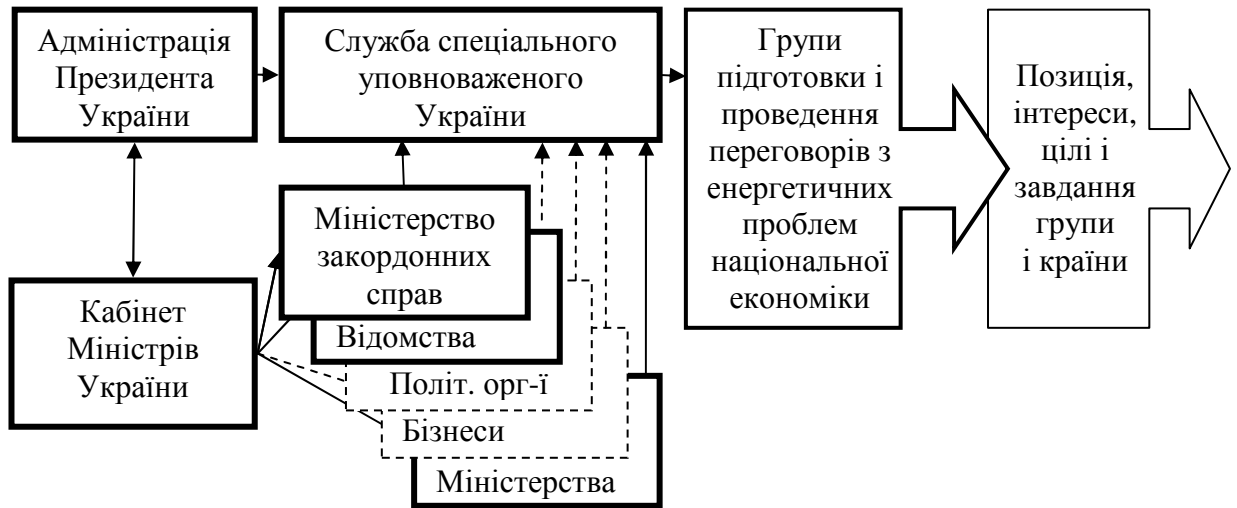 Адміністрація
Президента
України
Служба спеціального
уповноваженого
України
Групи
підготовки і
проведення
переговорів з
енергетичних
проблем
національної
економіки
Позиція,
інтереси,
цілі і
завдання
групи
і країни
Міністерство
закордонних
справ
Кабінет
Міністрів
України
Відомства
Політ. орг-ї
Бізнеси
Міністерства